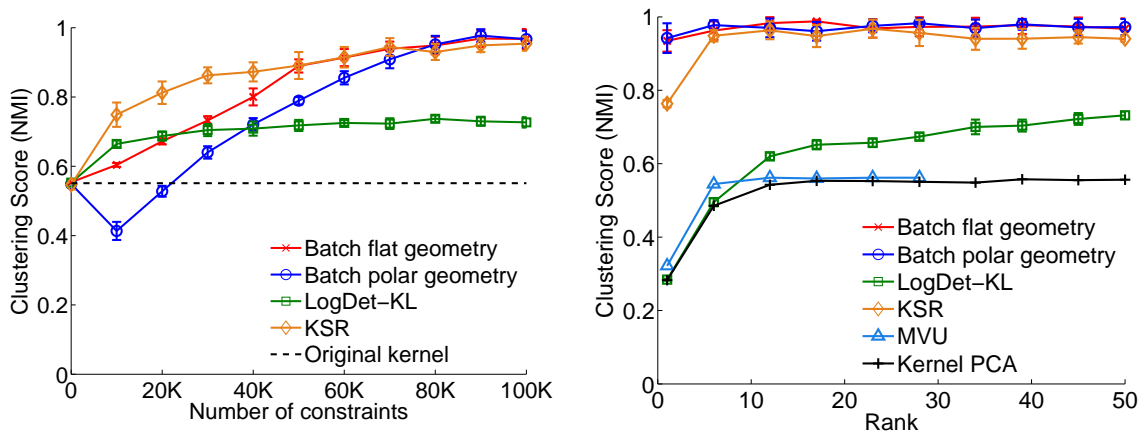 Clustering Score (NMI)
1
0.8
0.6
0.4
0.2
0
0
20K
40K
60K
80K
100K
Number of constraints
Batch flat geometry
Batch polar geometry
LogDet−KL
KSR
Original kernel
Clustering Score (NMI)
1
0.8
0.6
0.4
0.2
0
0
10
20
30
40
50
Rank
Batch flat geometry
Batch polar geometry
LogDet−KL
KSR
MVU
Kernel PCA